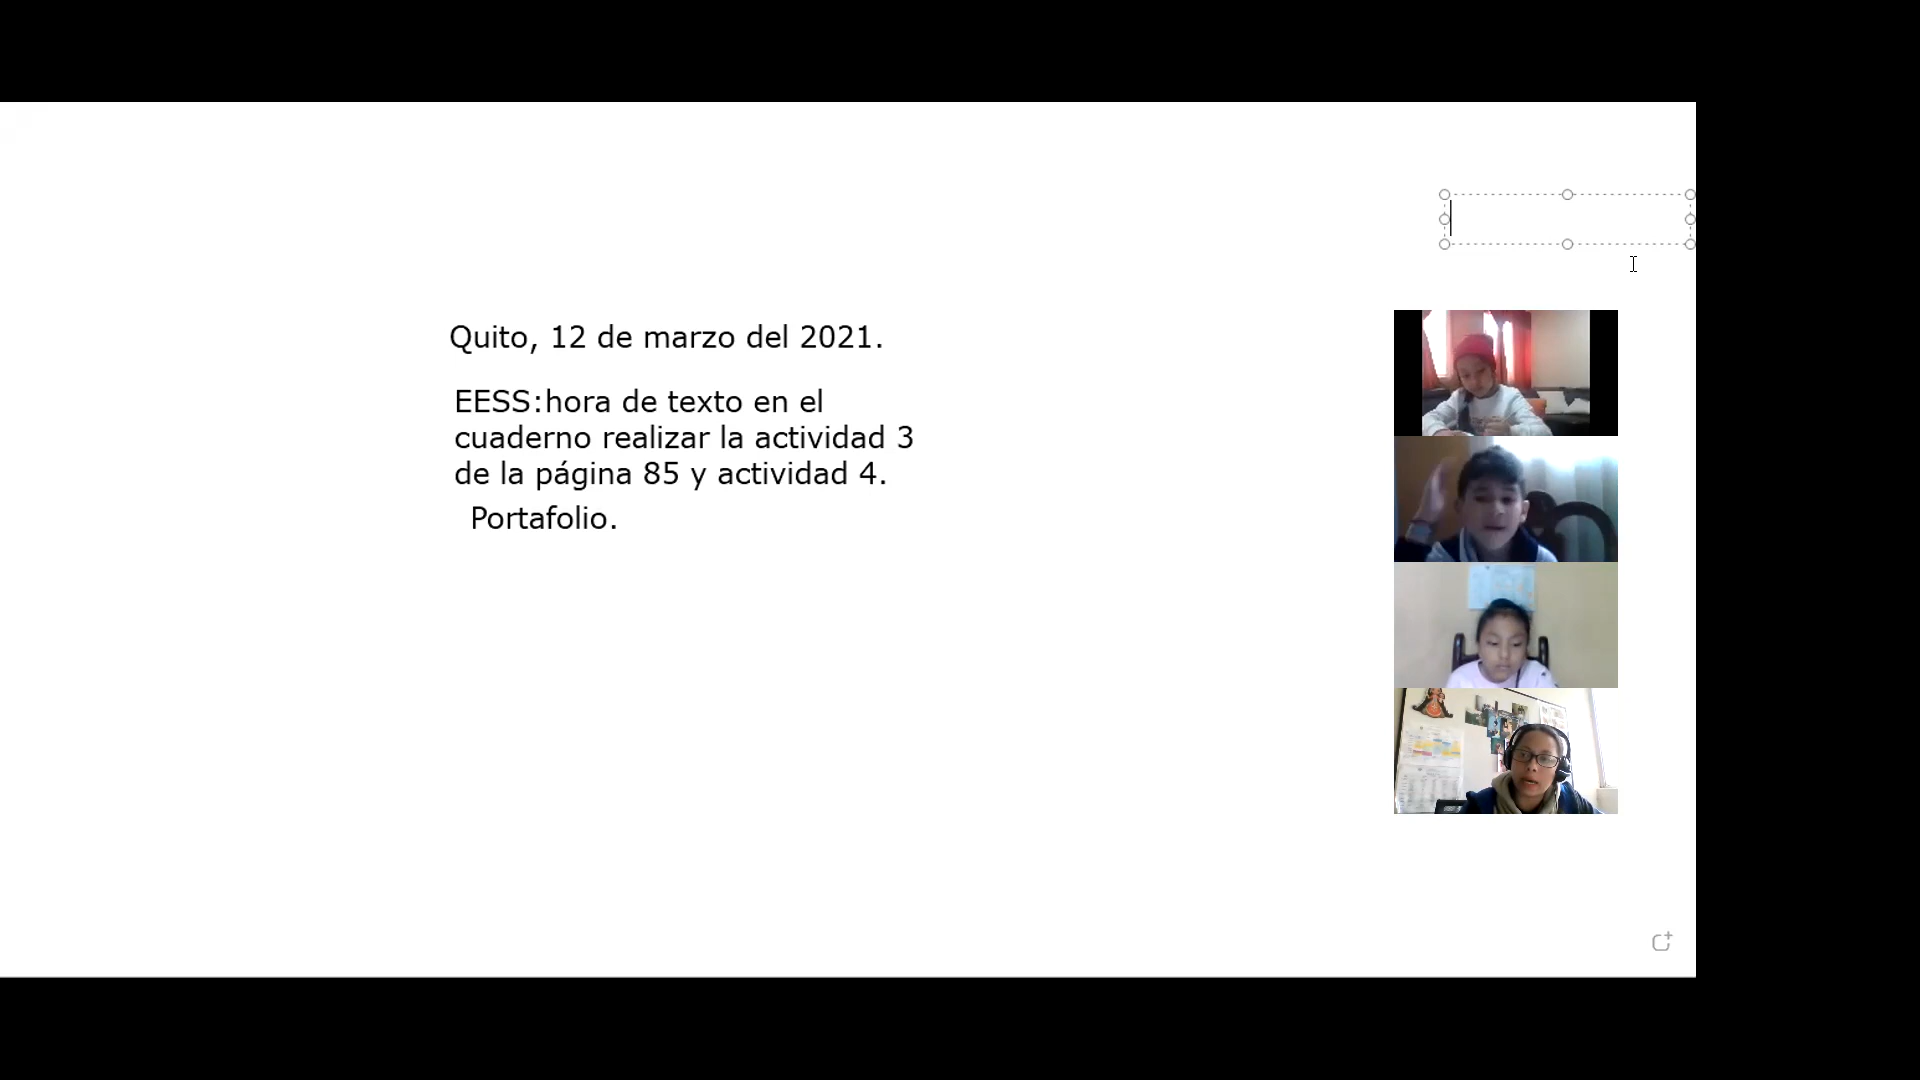 Quito, 12 de marzo del 2021.
EESS:hora de texto en el
cuaderno realizar la actividad 3
de la página 85 y actividad 4.
Portafolio.